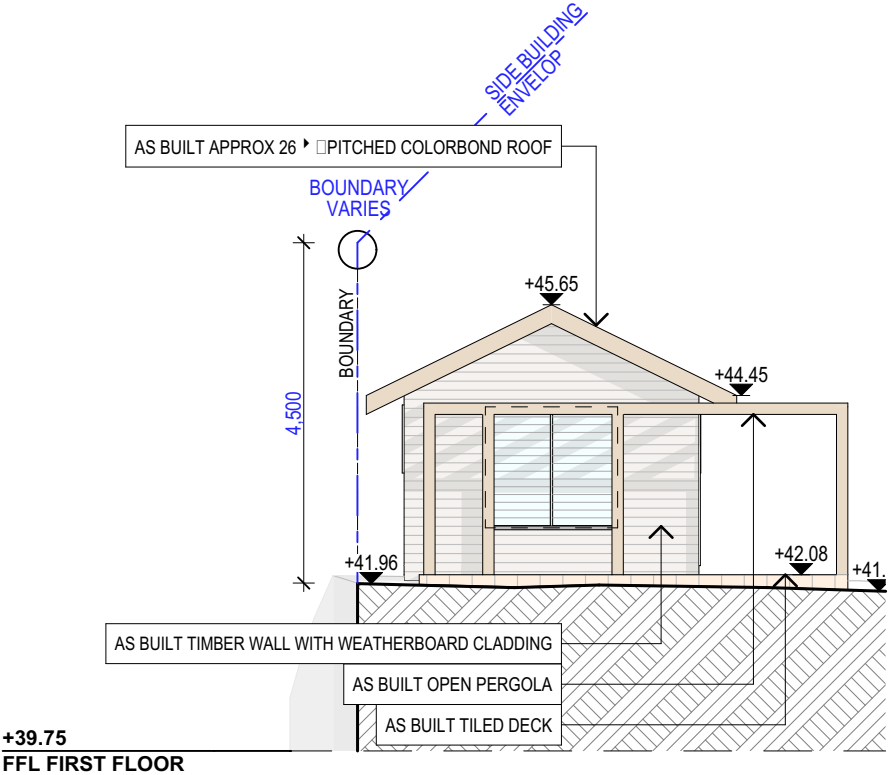 SIDE BUILDING
ENVELOP
AS BUILT APPROX 26 ‣ □PITCHED COLORBOND ROOF
BOUNDARY
VARIES
BOUNDARY
4,500
+45.65
+44.45
+41.96
+42.08
+41.
AS BUILT TIMBER WALL WITH WEATHERBOARD CLADDING
AS BUILT OPEN PERGOLA
AS BUILT TILED DECK
+39.75
FFL FIRST FLOOR